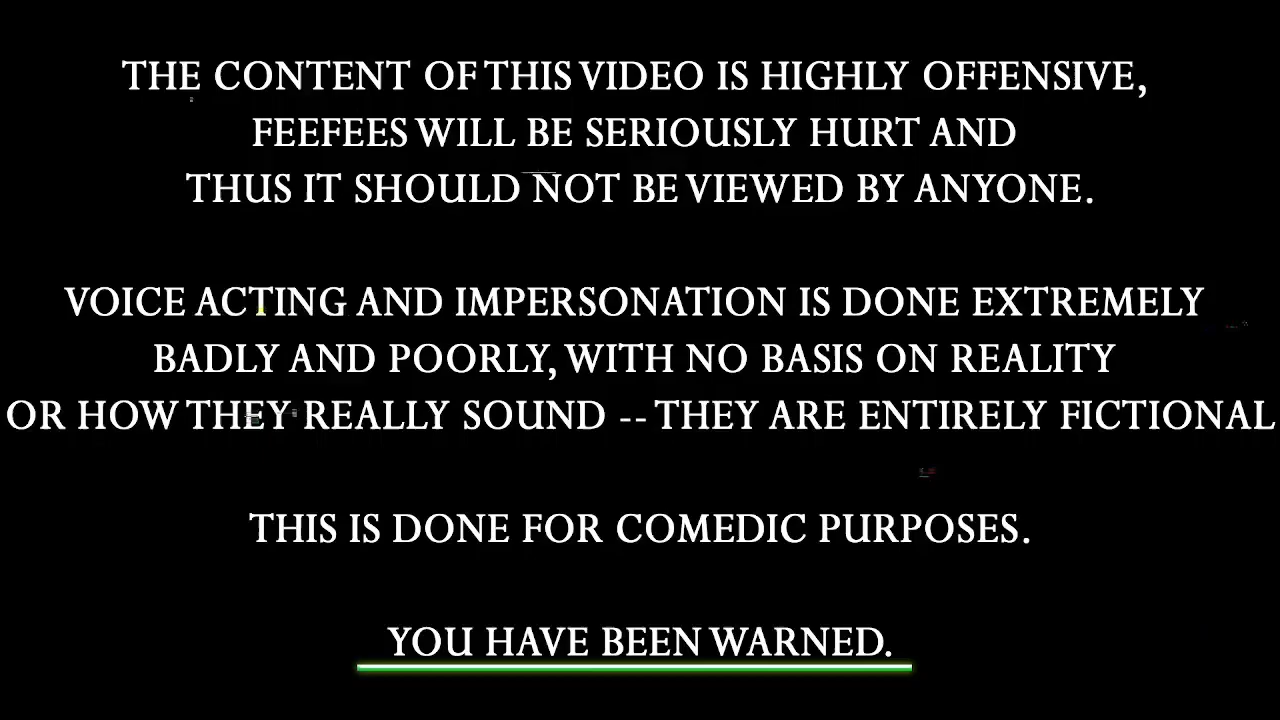 THE CONTENT OF THIS VIDEO IS HIGHLY OFFENSIVE,
FEEFEES WILL BE SERIOUSLY HURT AND
THUS IT SHOULD NOT BE VIEWED BY ANYONE.
VOICE ACTING AND IMPERSONATION IS DONE EXTREMELY
BADLY AND POORLY, WITH NO BASIS ON REALITY
OR HOW THEY REALLY SOUND -- THEY ARE ENTIRELY FICTIONAL
THIS IS DONE FOR COMEDIC PURPOSES.
YOU HAVE BEEN WARNED.